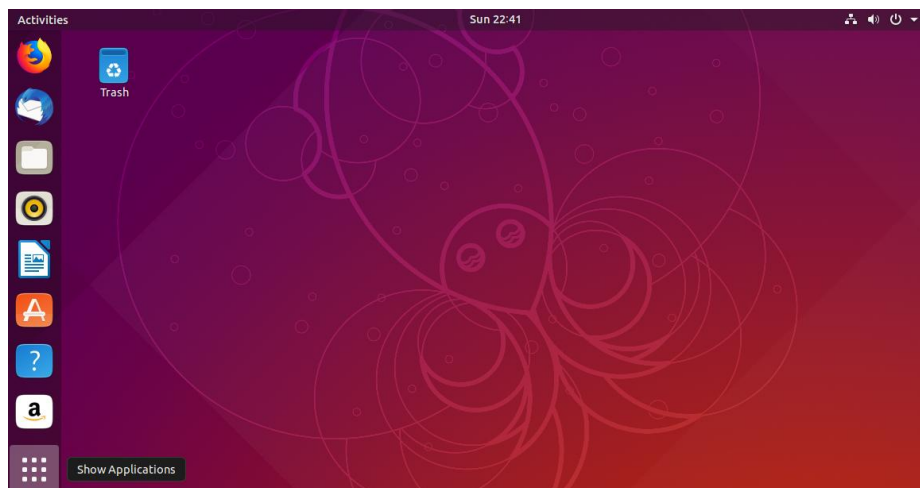 Activities
Sun 22:41
Trash
?
a
Show Applications